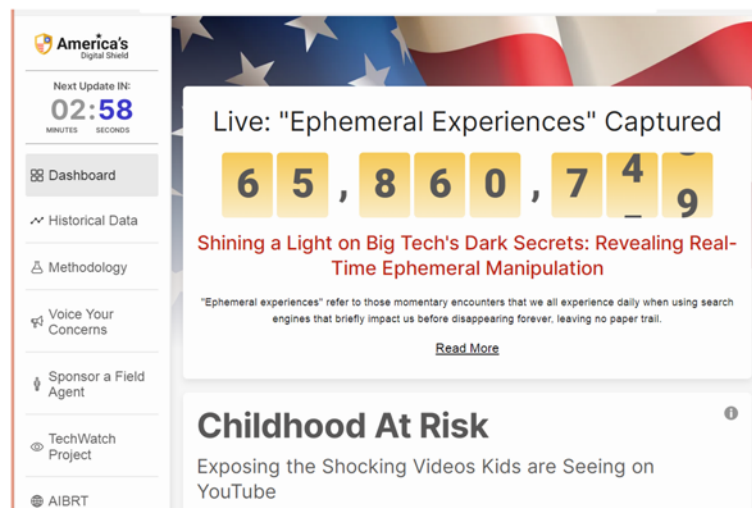 America's
Digital Shield
Next Update IN:
02:58
MINUTES SECONDS
Dashboard
Historical Data
Methodology
Voice Your
Concerns
Sponsor a Field
Agent
TechWatch
Project
AIBRT
Live: "Ephemeral Experiences" Captured
65,860,74
Shining a Light on Big Tech's Dark Secrets: Revealing Real-
Time Ephemeral Manipulation
"Ephemeral experiences" refer to those momentary encounters that we all experience daily when using search
engines that briefly impact us before disappearing forever, leaving no paper trail.
Read More
Childhood At Risk
Exposing the Shocking Videos Kids are Seeing on
YouTube